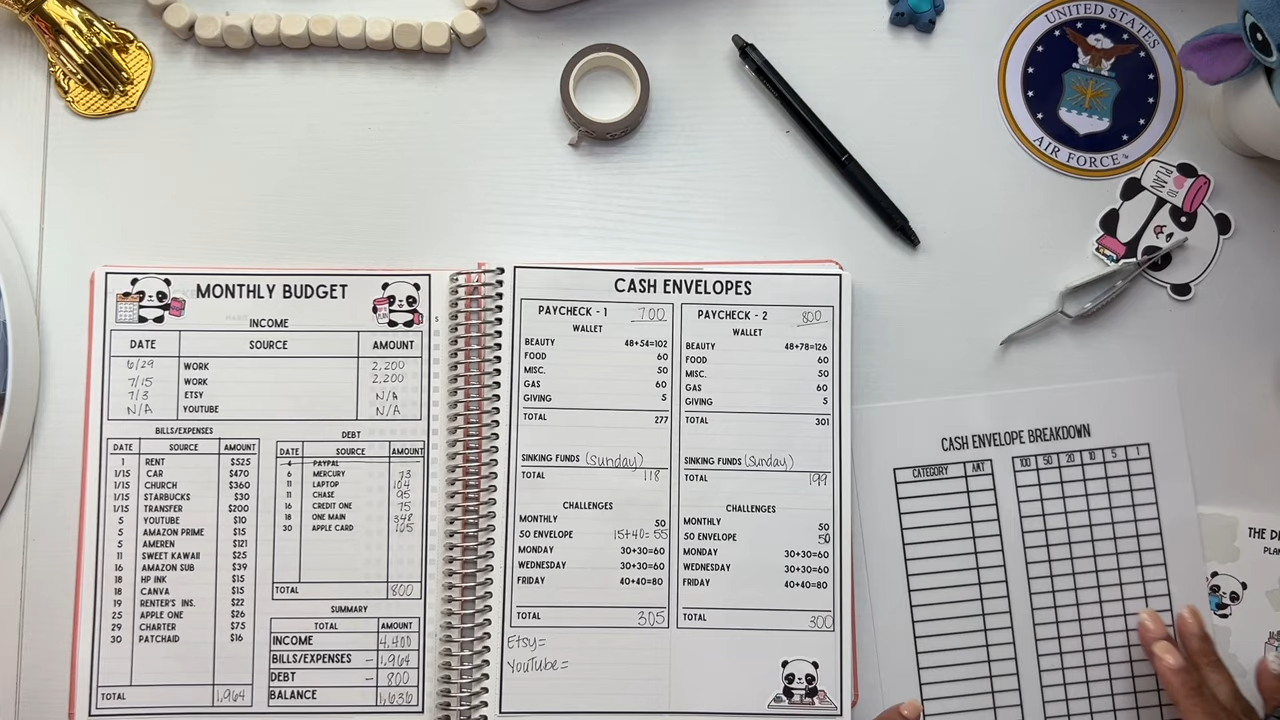 MONTHLY BUDGET
INCOME
DATE SOURCE AMOUNT
6/29 WORK 2,200
7/15 WORK 2,200
7/3 ETSY N/A
N/A YOUTUBE N/A
BILLS/EXPENSES
DATE SOURCE AMOUNT
1 RENT $525
1/15 CAR $470
1/15 CHURCH $360
1/15 STARBUCKS $30
1/15 TRANSFER $200
5 YOUTUBE $10
5 AMAZON PRIME $15
5 AMEREN $121
11 SWEET KAWAII $25
16 AMAZON SUB $39
18 HP INK $15
18 CANVA $15
19 RENTER'S INS. $22
25 APPLE ONE $26
29 CHARTER $75
30 PATCHAID $16
TOTAL 1,964
DEBT
DATE SOURCE AMOUNT
4 PAYPAL
6 MERCURY 73
11 LAPTOP 104
11 CHASE 95
16 CREDIT ONE 75
18 ONE MAIN 348
30 APPLE CARD 105
TOTAL 800
SUMMARY
TOTAL AMOUNT
INCOME 4,400
BILLS/EXPENSES - 1,964
DEBT - 800
BALANCE 1,636
CASH ENVELOPES
PAYCHECK - 1 700
WALLET
BEAUTY 48+54=102
FOOD 60
MISC. 50
GAS 60
GIVING 5
TOTAL 277
SINKING FUNDS (Sunday)
TOTAL 118
CHALLENGES
MONTHLY 50
50 ENVELOPE 15+40=55
MONDAY 30+30=60
WEDNESDAY 30+30=60
FRIDAY 40+40=80
TOTAL 305
Etsy=
YouTube=
PAYCHECK - 2 800
WALLET
BEAUTY 48+78=126
FOOD 60
MISC. 50
GAS 60
GIVING 5
TOTAL 301
SINKING FUNDS (Sunday)
TOTAL 199
CHALLENGES
MONTHLY 50
50 ENVELOPE 50
MONDAY 30+30=60
WEDNESDAY 30+30=60
FRIDAY 40+40=80
TOTAL 300
CASH ENVELOPE BREAKDOWN
CATEGORY AMT 100 50 20 10 5 1
UNITED STATES
AIR FORCE
PLAN
THE D
PLA